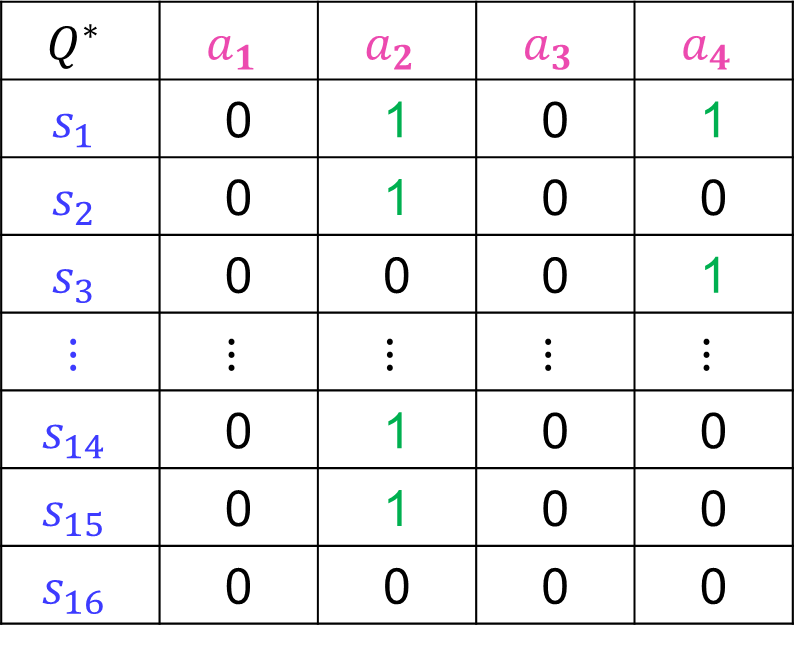 Q* a₁ a₂ a₃ a₄
s₁ 0 1 0 1
s₂ 0 1 0 0
s₃ 0 0 0 1
⋮ ⋮ ⋮ ⋮ ⋮
s₁₄ 0 1 0 0
s₁₅ 0 1 0 0
s₁₆ 0 0 0 0